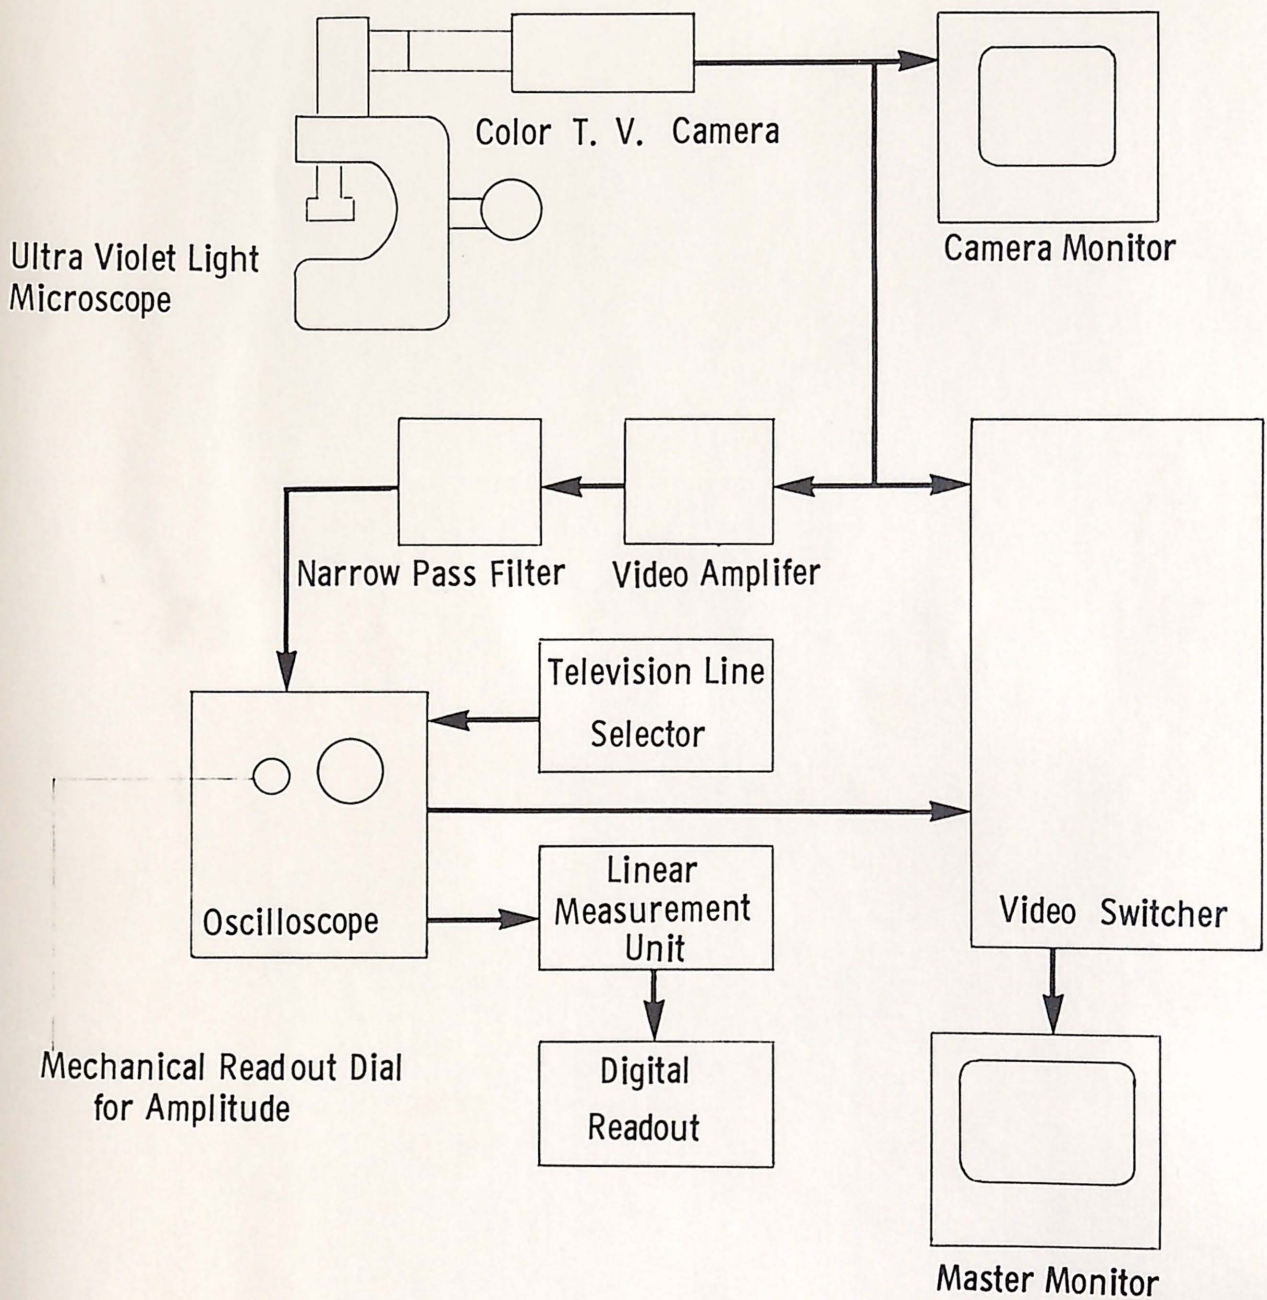 Color T. V. Camera
Camera Monitor
Ultra Violet Light
Microscope
Narrow Pass Filter
Video Amplifer
Television Line
Selector
Oscilloscope
Linear
Measurement
Unit
Video Switcher
Mechanical Readout Dial
for Amplitude
Digital
Readout
Master Monitor